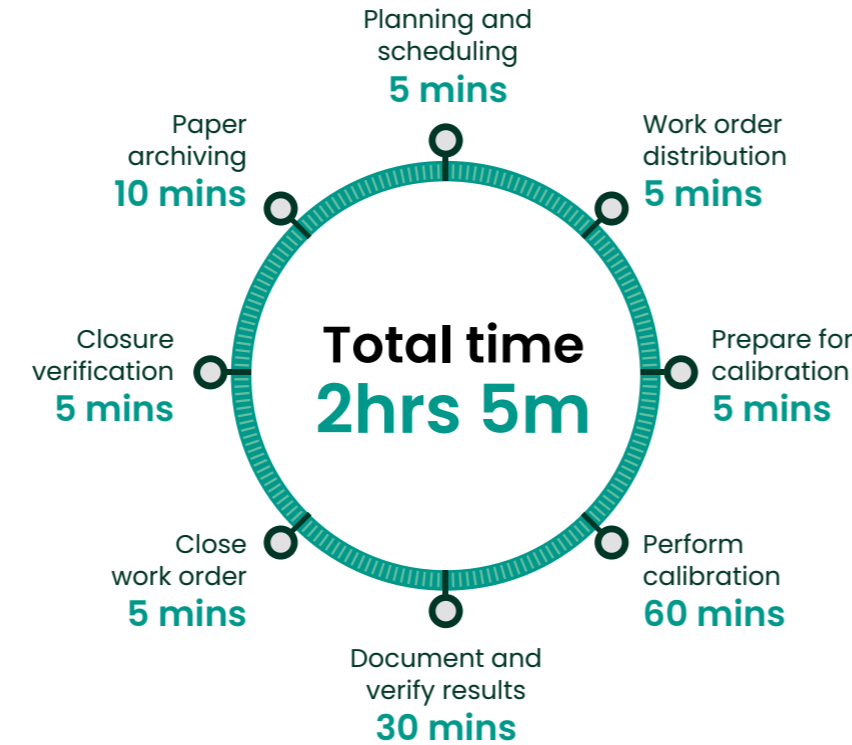 Planning and
scheduling
5 mins
Work order
distribution
5 mins
Prepare for
calibration
5 mins
Perform
calibration
60 mins
Document and
verify results
30 mins
Close
work order
5 mins
Closure
verification
5 mins
Paper
archiving
10 mins
Total time
2hrs 5m